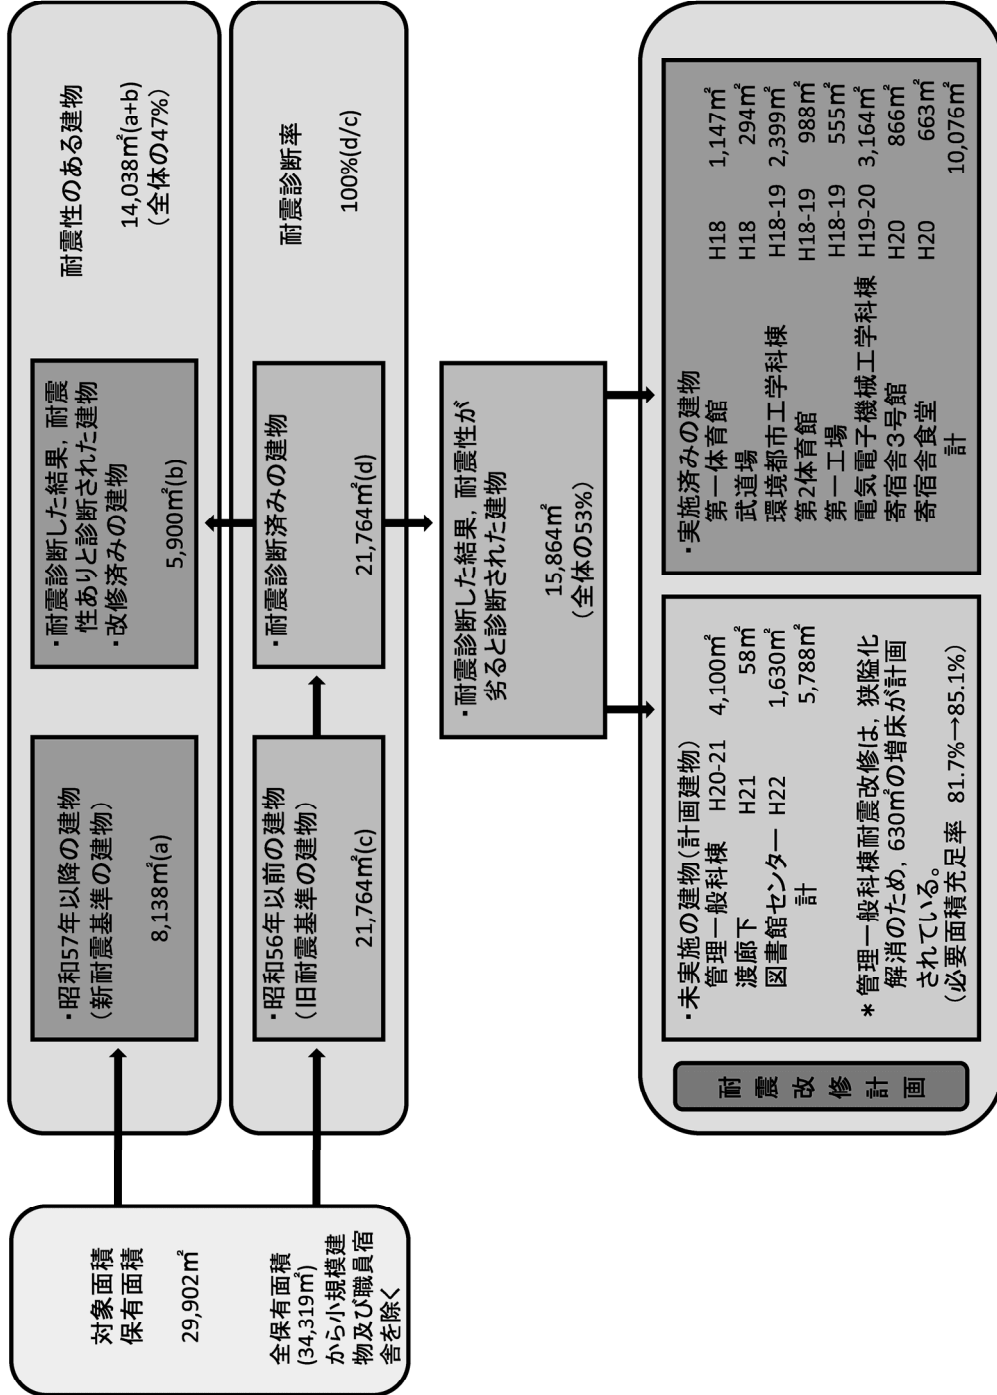 対象面積
保有面積
29,902㎡
全保有面積
(34,319㎡)
から小規模建
物及び職員宿
舎を除く
・昭和57年以降の建物
（新耐震基準の建物）
8,138㎡(a)
・耐震診断した結果，耐震
性ありと診断された建物
・改修済みの建物
5,900㎡(b)
耐震性のある建物
14,038㎡(a+b)
（全体の47%）
・昭和56年以前の建物
（旧耐震基準の建物）
21,764㎡(c)
・耐震診断済みの建物
21,764㎡(d)
耐震診断率
100%(d/c)
・耐震診断した結果，耐震性が
劣ると診断された建物
15,864㎡
（全体の53%）
耐震改修計画
・未実施の建物（計画建物）
管理一般科棟 H20-21 4,100㎡
渡廊下 H21 58㎡
図書館センター H22 1,630㎡
計 5,788㎡
＊管理一般科棟耐震改修は，狭隘化
解消のため，630㎡の増床が計画
されている。
（必要面積充足率 81.7%→85.1%）
・実施済みの建物
第一体育館 H18 1,147㎡
武道場 H18 294㎡
環境都市工学科棟 H18-19 2,399㎡
第2体育館 H18-19 988㎡
第一工場 H18-19 555㎡
電気電子機械工学科棟 H19-20 3,164㎡
寄宿舎３号館 H20 866㎡
寄宿舎食堂 H20 663㎡
計 10,076㎡